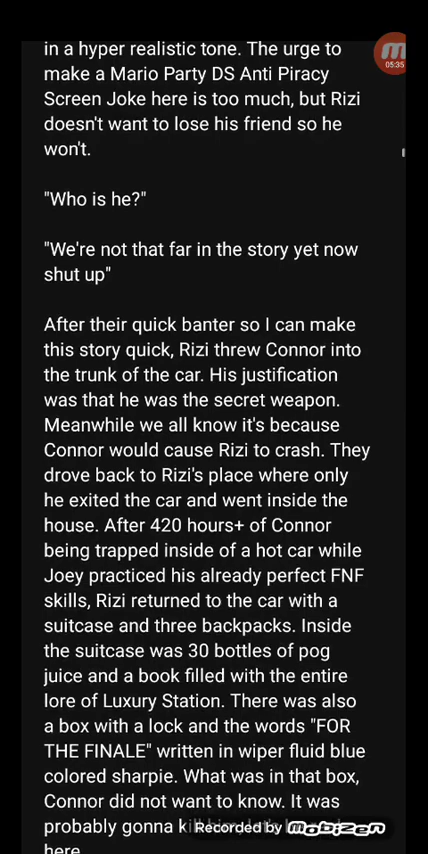 in a hyper realistic tone. The urge to
make a Mario Party DS Anti Piracy
Screen Joke here is too much, but Rizi
doesn't want to lose his friend so he
won't.
05:35
"Who is he?"
"We're not that far in the story yet now
shut up"
After their quick banter so I can make
this story quick, Rizi threw Connor into
the trunk of the car. His justification
was that he was the secret weapon.
Meanwhile we all know it's because
Connor would cause Rizi to crash. They
drove back to Rizi's place where only
he exited the car and went inside the
house. After 420 hours+ of Connor
being trapped inside of a hot car while
Joey practiced his already perfect FNF
skills, Rizi returned to the car with a
suitcase and three backpacks. Inside
the suitcase was 30 bottles of pog
juice and a book filled with the entire
lore of Luxury Station. There was also
a box with a lock and the words "FOR
THE FINALE" written in wiper fluid blue
colored sharpie. What was in that box,
Connor did not want to know. It was
probably gonna
Recorded by mobizen
here